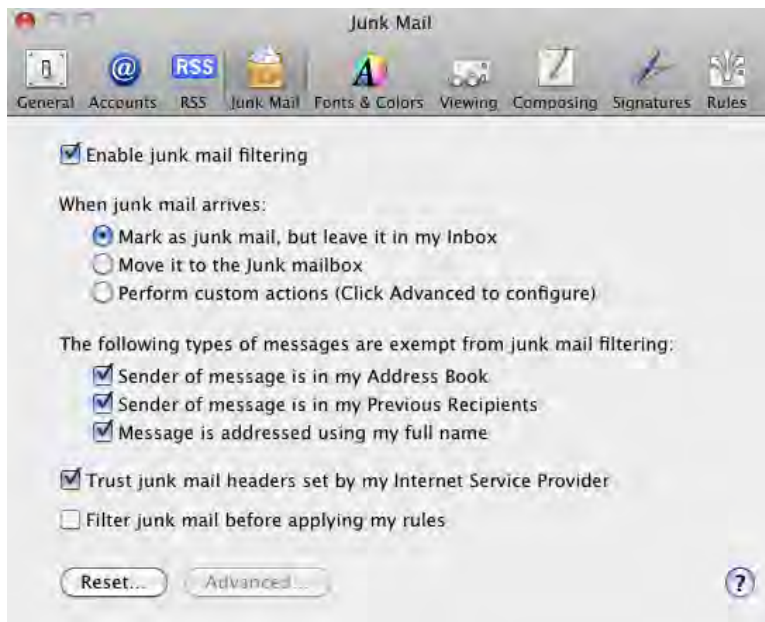 Junk Mail
General Accounts RSS Junk Mail Fonts & Colors Viewing Composing Signatures Rules
RSS
Enable junk mail filtering
When junk mail arrives:
Mark as junk mail, but leave it in my Inbox
Move it to the Junk mailbox
Perform custom actions (Click Advanced to configure)
The following types of messages are exempt from junk mail filtering:
Sender of message is in my Address Book
Sender of message is in my Previous Recipients
Message is addressed using my full name
Trust junk mail headers set by my Internet Service Provider
Filter junk mail before applying my rules
Reset... Advanced... ?